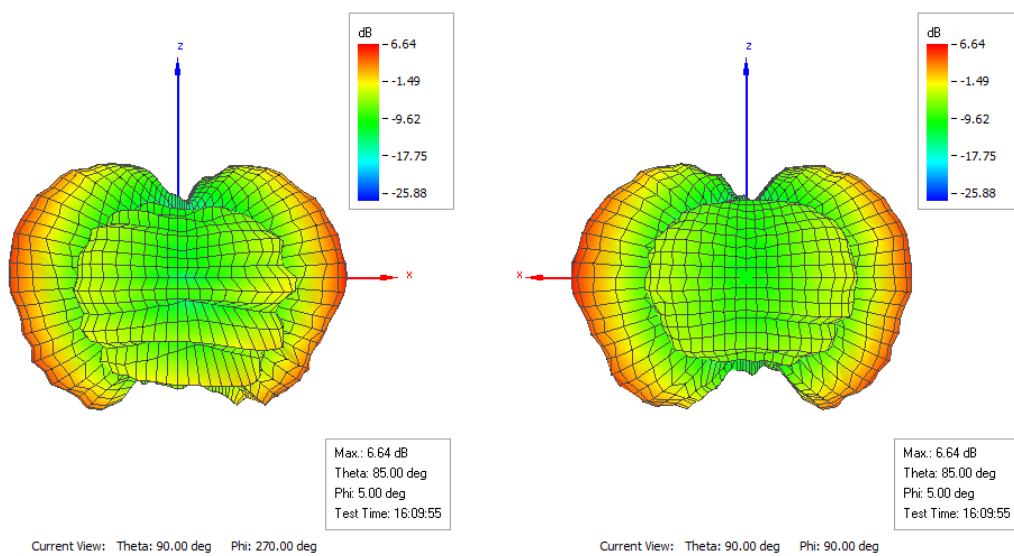 dB
6.64
-1.49
-9.62
-17.75
-25.88
z
x
Max.: 6.64 dB
Theta: 85.00 deg
Phi: 5.00 deg
Test Time: 16:09:55
Current View: Theta: 90.00 deg Phi: 270.00 deg
dB
6.64
-1.49
-9.62
-17.75
-25.88
z
x
Max.: 6.64 dB
Theta: 85.00 deg
Phi: 5.00 deg
Test Time: 16:09:55
Current View: Theta: 90.00 deg Phi: 90.00 deg